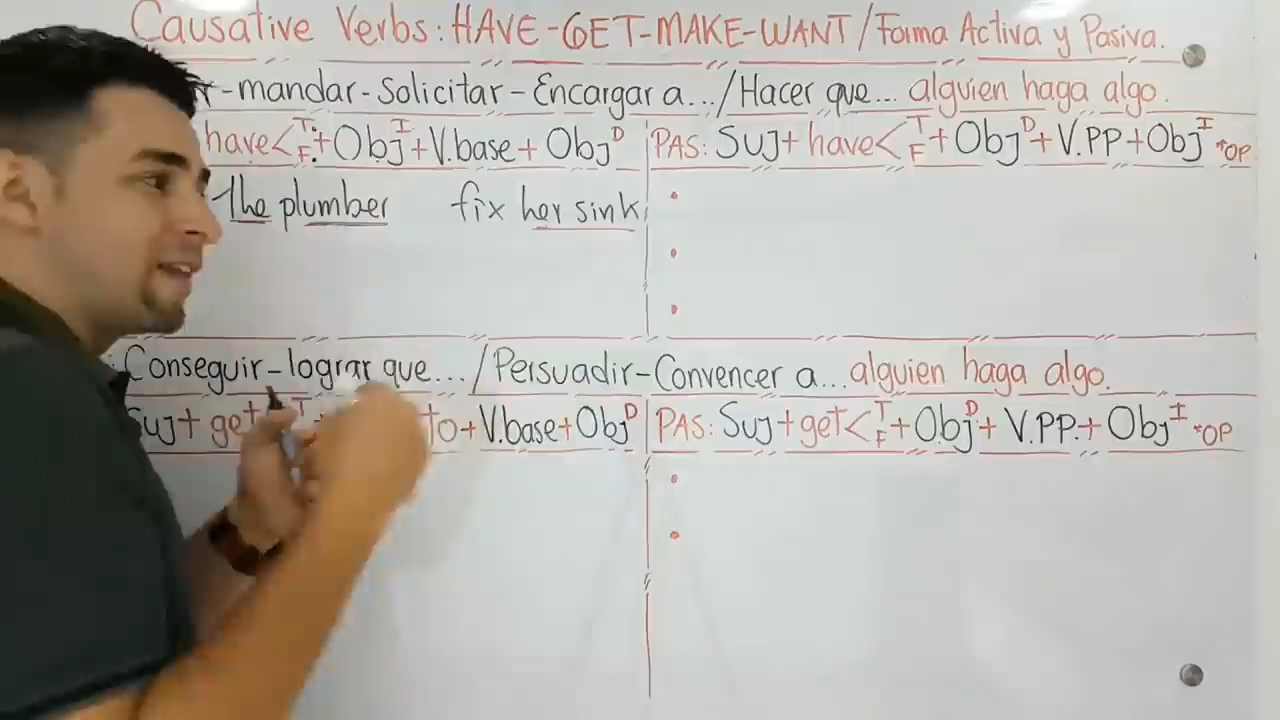 Causative Verbs: HAVE-GET-MAKE-WANT/Forma Activa y Pasiva.
-mandar-Solicitar-Encargar a.../Hacer que... alguien haga algo.
have< T F + Obj I + V.base + Obj D
PAS: Suj + have< T F + Obj D + V.PP + Obj I *OP
The plumber fix her sink
Conseguir-lograr que... /Persuadir-Convencer a...alguien haga algo.
Suj + get T to + V.base + Obj D
PAS: Suj + get< T F + Obj D + V.PP. + Obj I *OP